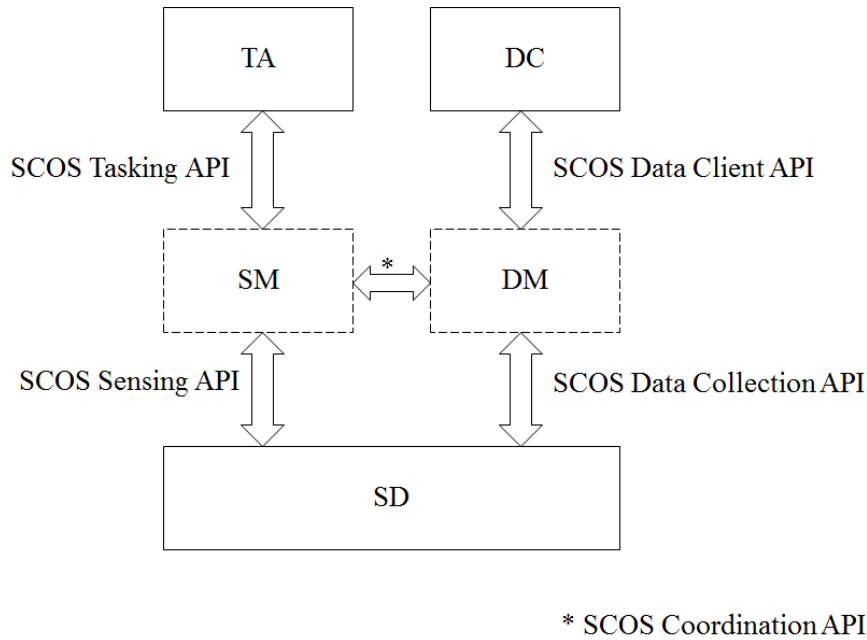 TA
DC
SCOS Tasking API
SCOS Data Client API
SM
*
DM
SCOS Sensing API
SCOS Data Collection API
SD
* SCOS Coordination API